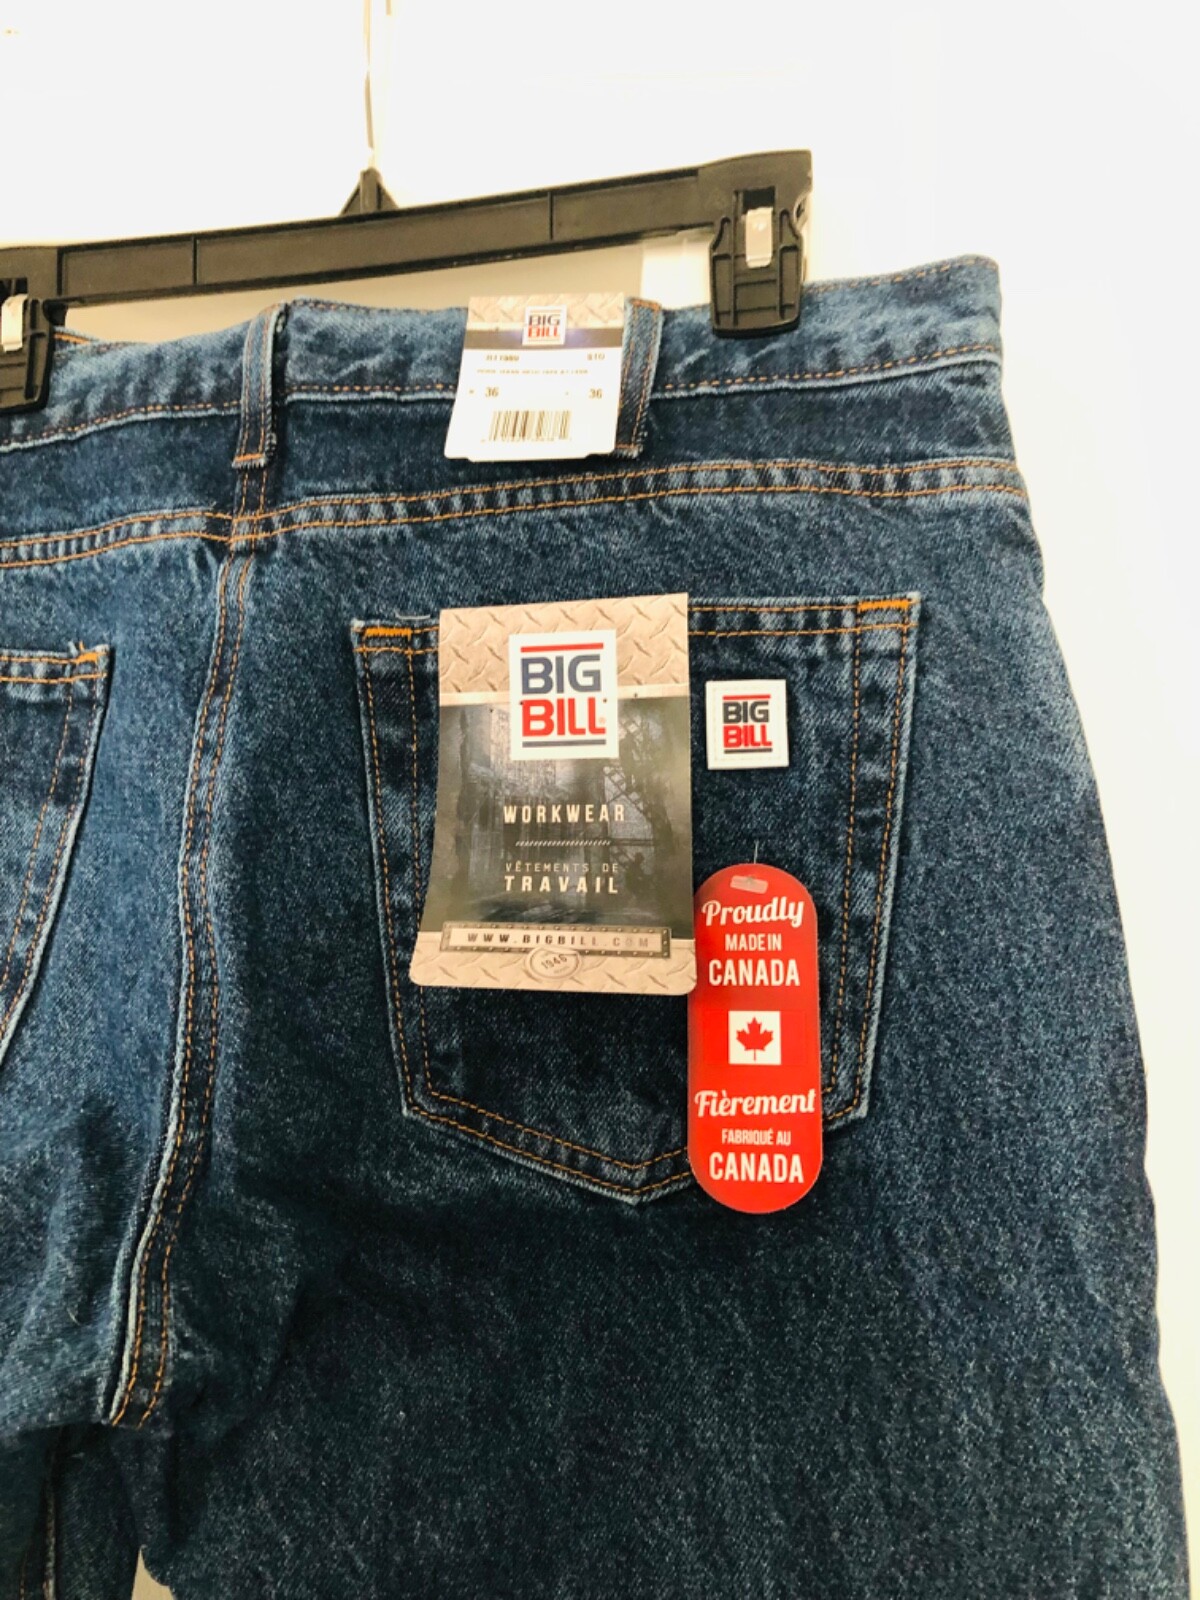 BIG
BILL
36 36
BIG
BILL
WORKWEAR
VÊTEMENTS DE
TRAVAIL
WWW.BIGBILL.COM
1946
BIG
BILL
Proudly
MADE IN
CANADA
Fièrement
FABRIQUÉ AU
CANADA